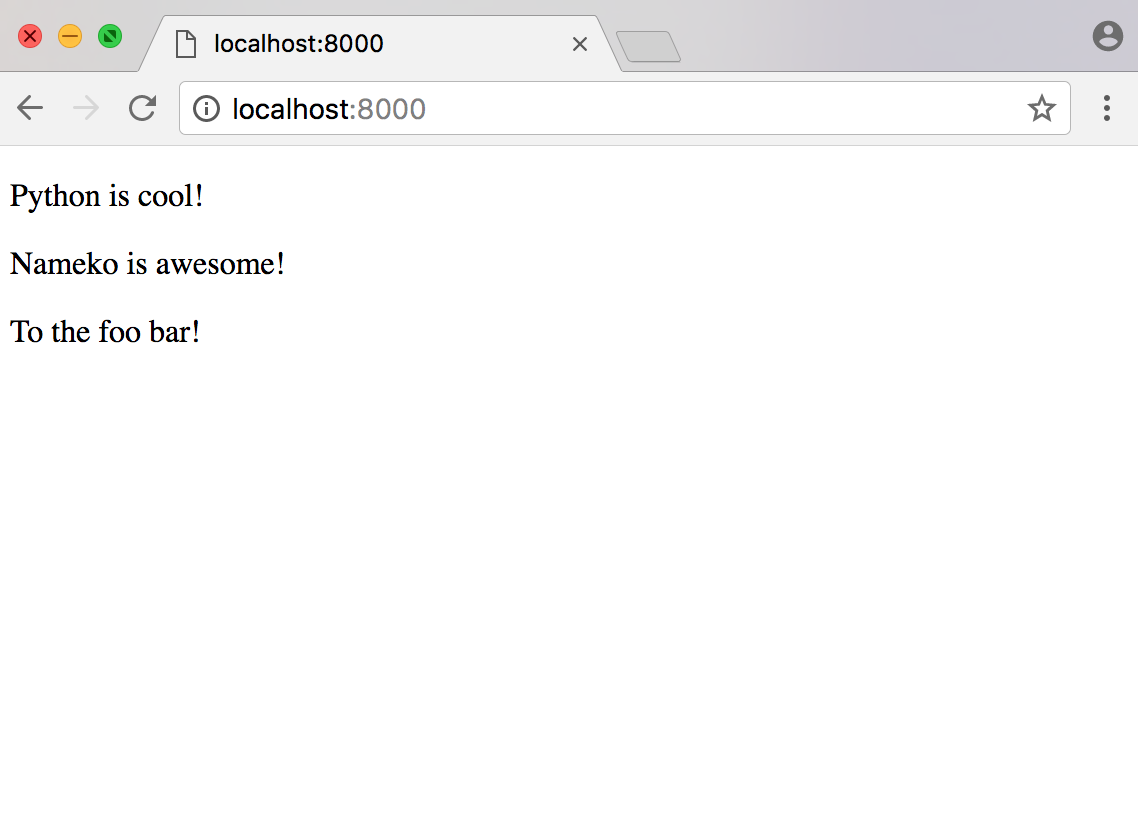 localhost:8000
localhost:8000
Python is cool!
Nameko is awesome!
To the foo bar!